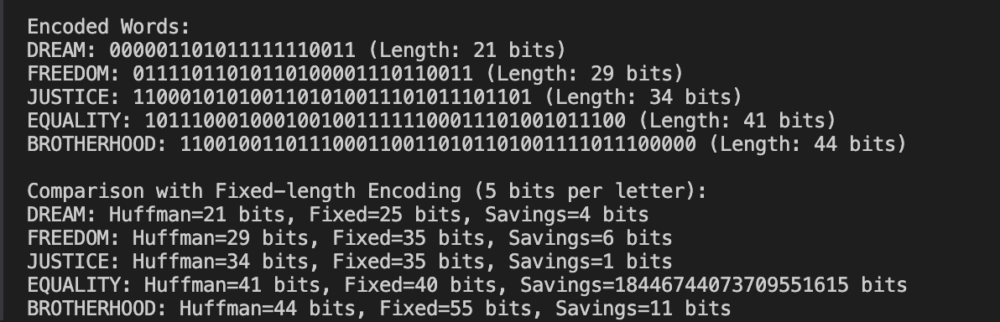 Encoded Words:
DREAM: 000001101011111110011 (Length: 21 bits)
FREEDOM: 01111011010110100001110110011 (Length: 29 bits)
JUSTICE: 1100010101001101010011101011101101 (Length: 34 bits)
EQUALITY: 1011100010001001001111111000111101001011100 (Length: 41 bits)
BROTHERHOOD: 11001001101110001100110101101001111011100000 (Length: 44 bits)
Comparison with Fixed-length Encoding (5 bits per letter):
DREAM: Huffman=21 bits, Fixed=25 bits, Savings=4 bits
FREEDOM: Huffman=29 bits, Fixed=35 bits, Savings=6 bits
JUSTICE: Huffman=34 bits, Fixed=35 bits, Savings=1 bits
EQUALITY: Huffman=41 bits, Fixed=40 bits, Savings=18446744073709551615 bits
BROTHERHOOD: Huffman=44 bits, Fixed=55 bits, Savings=11 bits